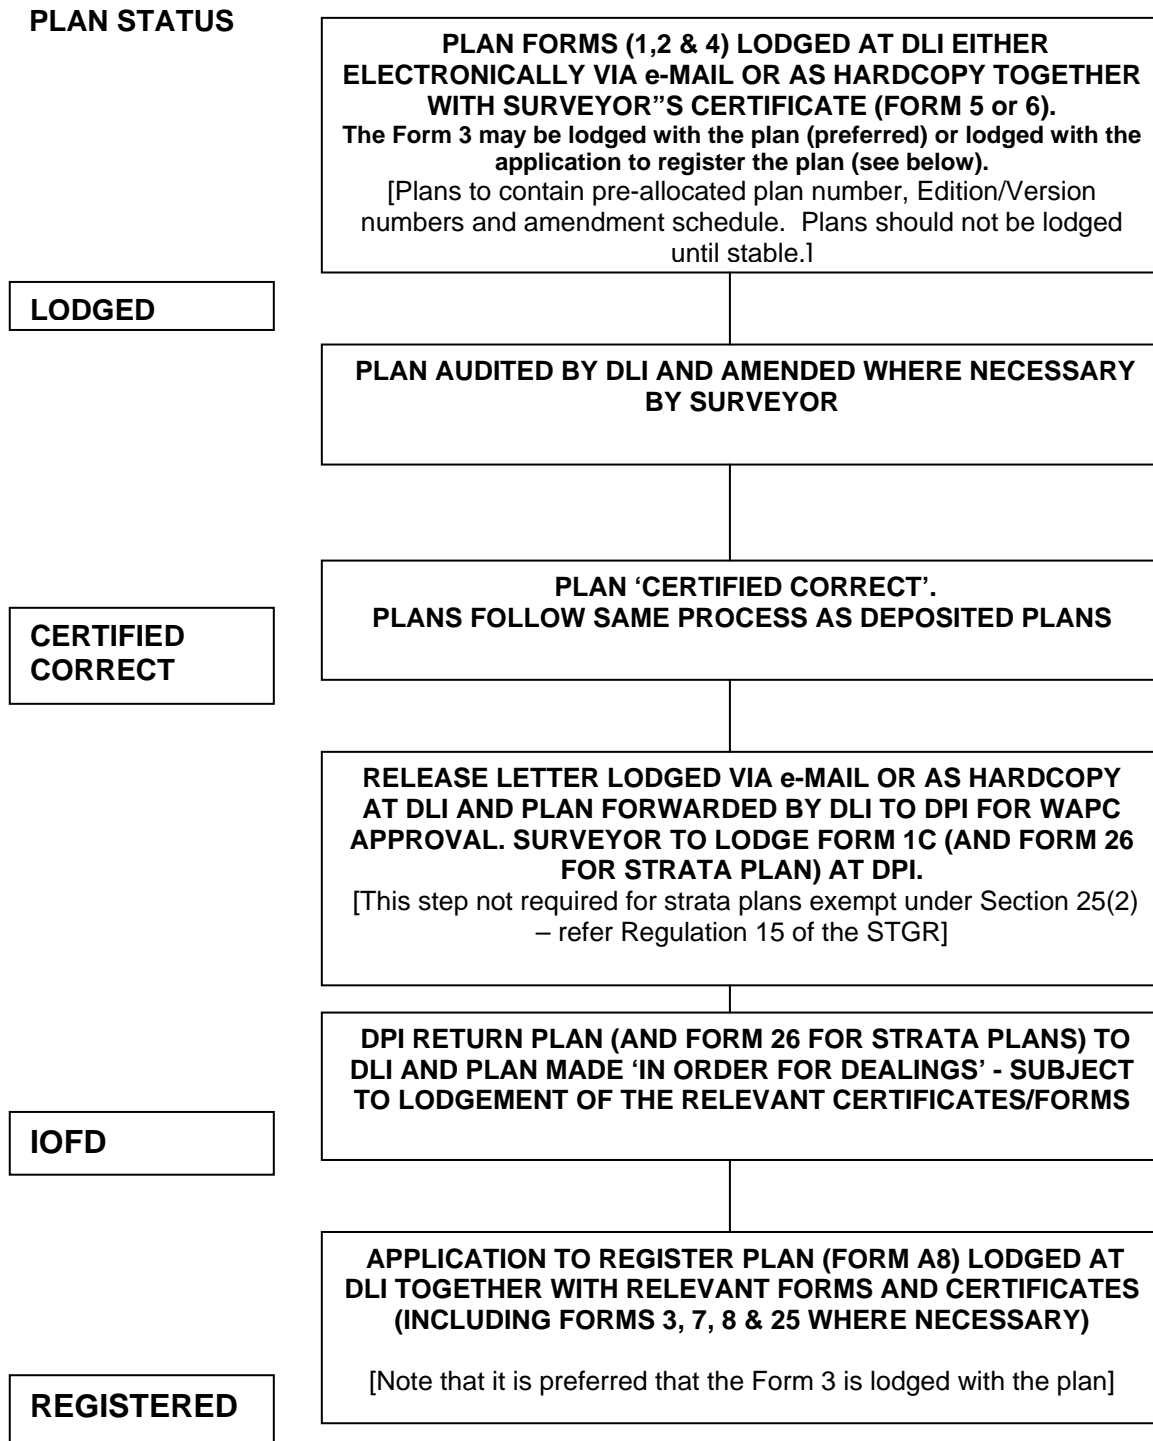 PLAN STATUS
PLAN FORMS (1,2 & 4) LODGED AT DLI EITHER
ELECTRONICALLY VIA e-MAIL OR AS HARDCOPY TOGETHER
WITH SURVEYOR"S CERTIFICATE (FORM 5 or 6).
The Form 3 may be lodged with the plan (preferred) or lodged with the
application to register the plan (see below).
[Plans to contain pre-allocated plan number, Edition/Version
numbers and amendment schedule.  Plans should not be lodged
until stable.]
LODGED
PLAN AUDITED BY DLI AND AMENDED WHERE NECESSARY
BY SURVEYOR
PLAN ‘CERTIFIED CORRECT’.
PLANS FOLLOW SAME PROCESS AS DEPOSITED PLANS
CERTIFIED
CORRECT
RELEASE LETTER LODGED VIA e-MAIL OR AS HARDCOPY
AT DLI AND PLAN FORWARDED BY DLI TO DPI FOR WAPC
APPROVAL. SURVEYOR TO LODGE FORM 1C (AND FORM 26
FOR STRATA PLAN) AT DPI.
[This step not required for strata plans exempt under Section 25(2)
– refer Regulation 15 of the STGR]
DPI RETURN PLAN (AND FORM 26 FOR STRATA PLANS) TO
DLI AND PLAN MADE ‘IN ORDER FOR DEALINGS’ - SUBJECT
TO LODGEMENT OF THE RELEVANT CERTIFICATES/FORMS
IOFD
APPLICATION TO REGISTER PLAN (FORM A8) LODGED AT
DLI TOGETHER WITH RELEVANT FORMS AND CERTIFICATES
(INCLUDING FORMS 3, 7, 8 & 25 WHERE NECESSARY)
[Note that it is preferred that the Form 3 is lodged with the plan]
REGISTERED